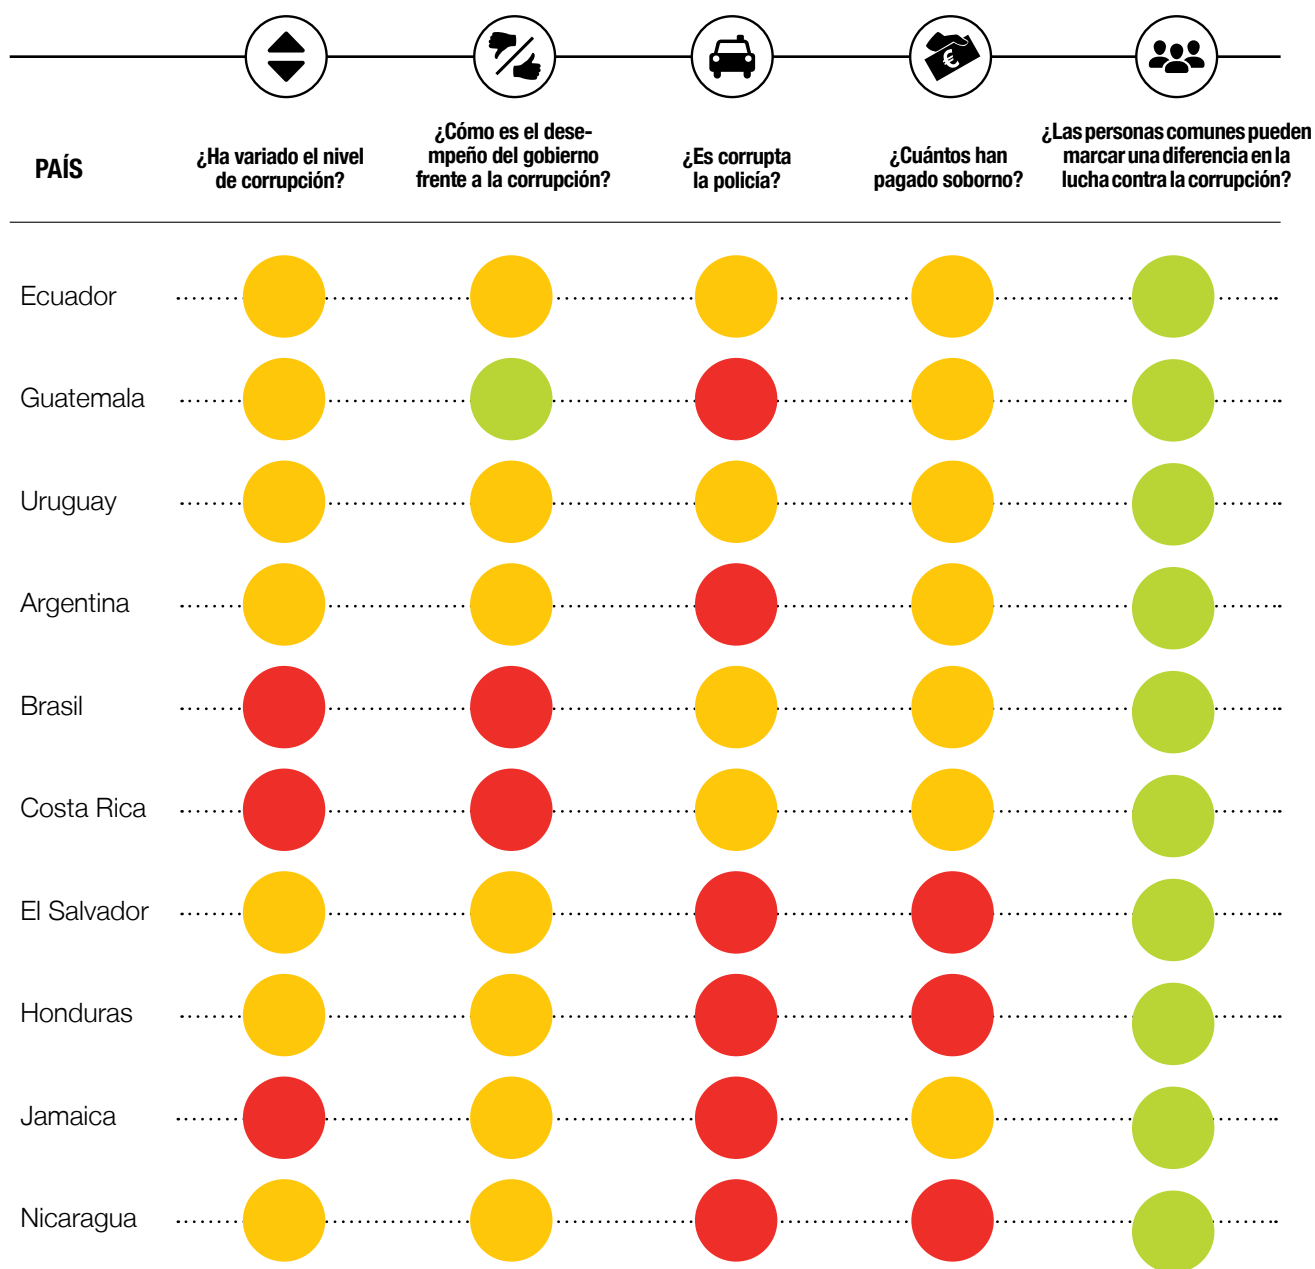 €
PAÍS
¿Ha variado el nivel
de corrupción?
¿Cómo es el dese-
mpeño del gobierno
frente a la corrupción?
¿Es corrupta
la policía?
¿Cuántos han
pagado soborno?
¿Las personas comunes pueden
marcar una diferencia en la
lucha contra la corrupción?
Ecuador
Guatemala
Uruguay
Argentina
Brasil
Costa Rica
El Salvador
Honduras
Jamaica
Nicaragua